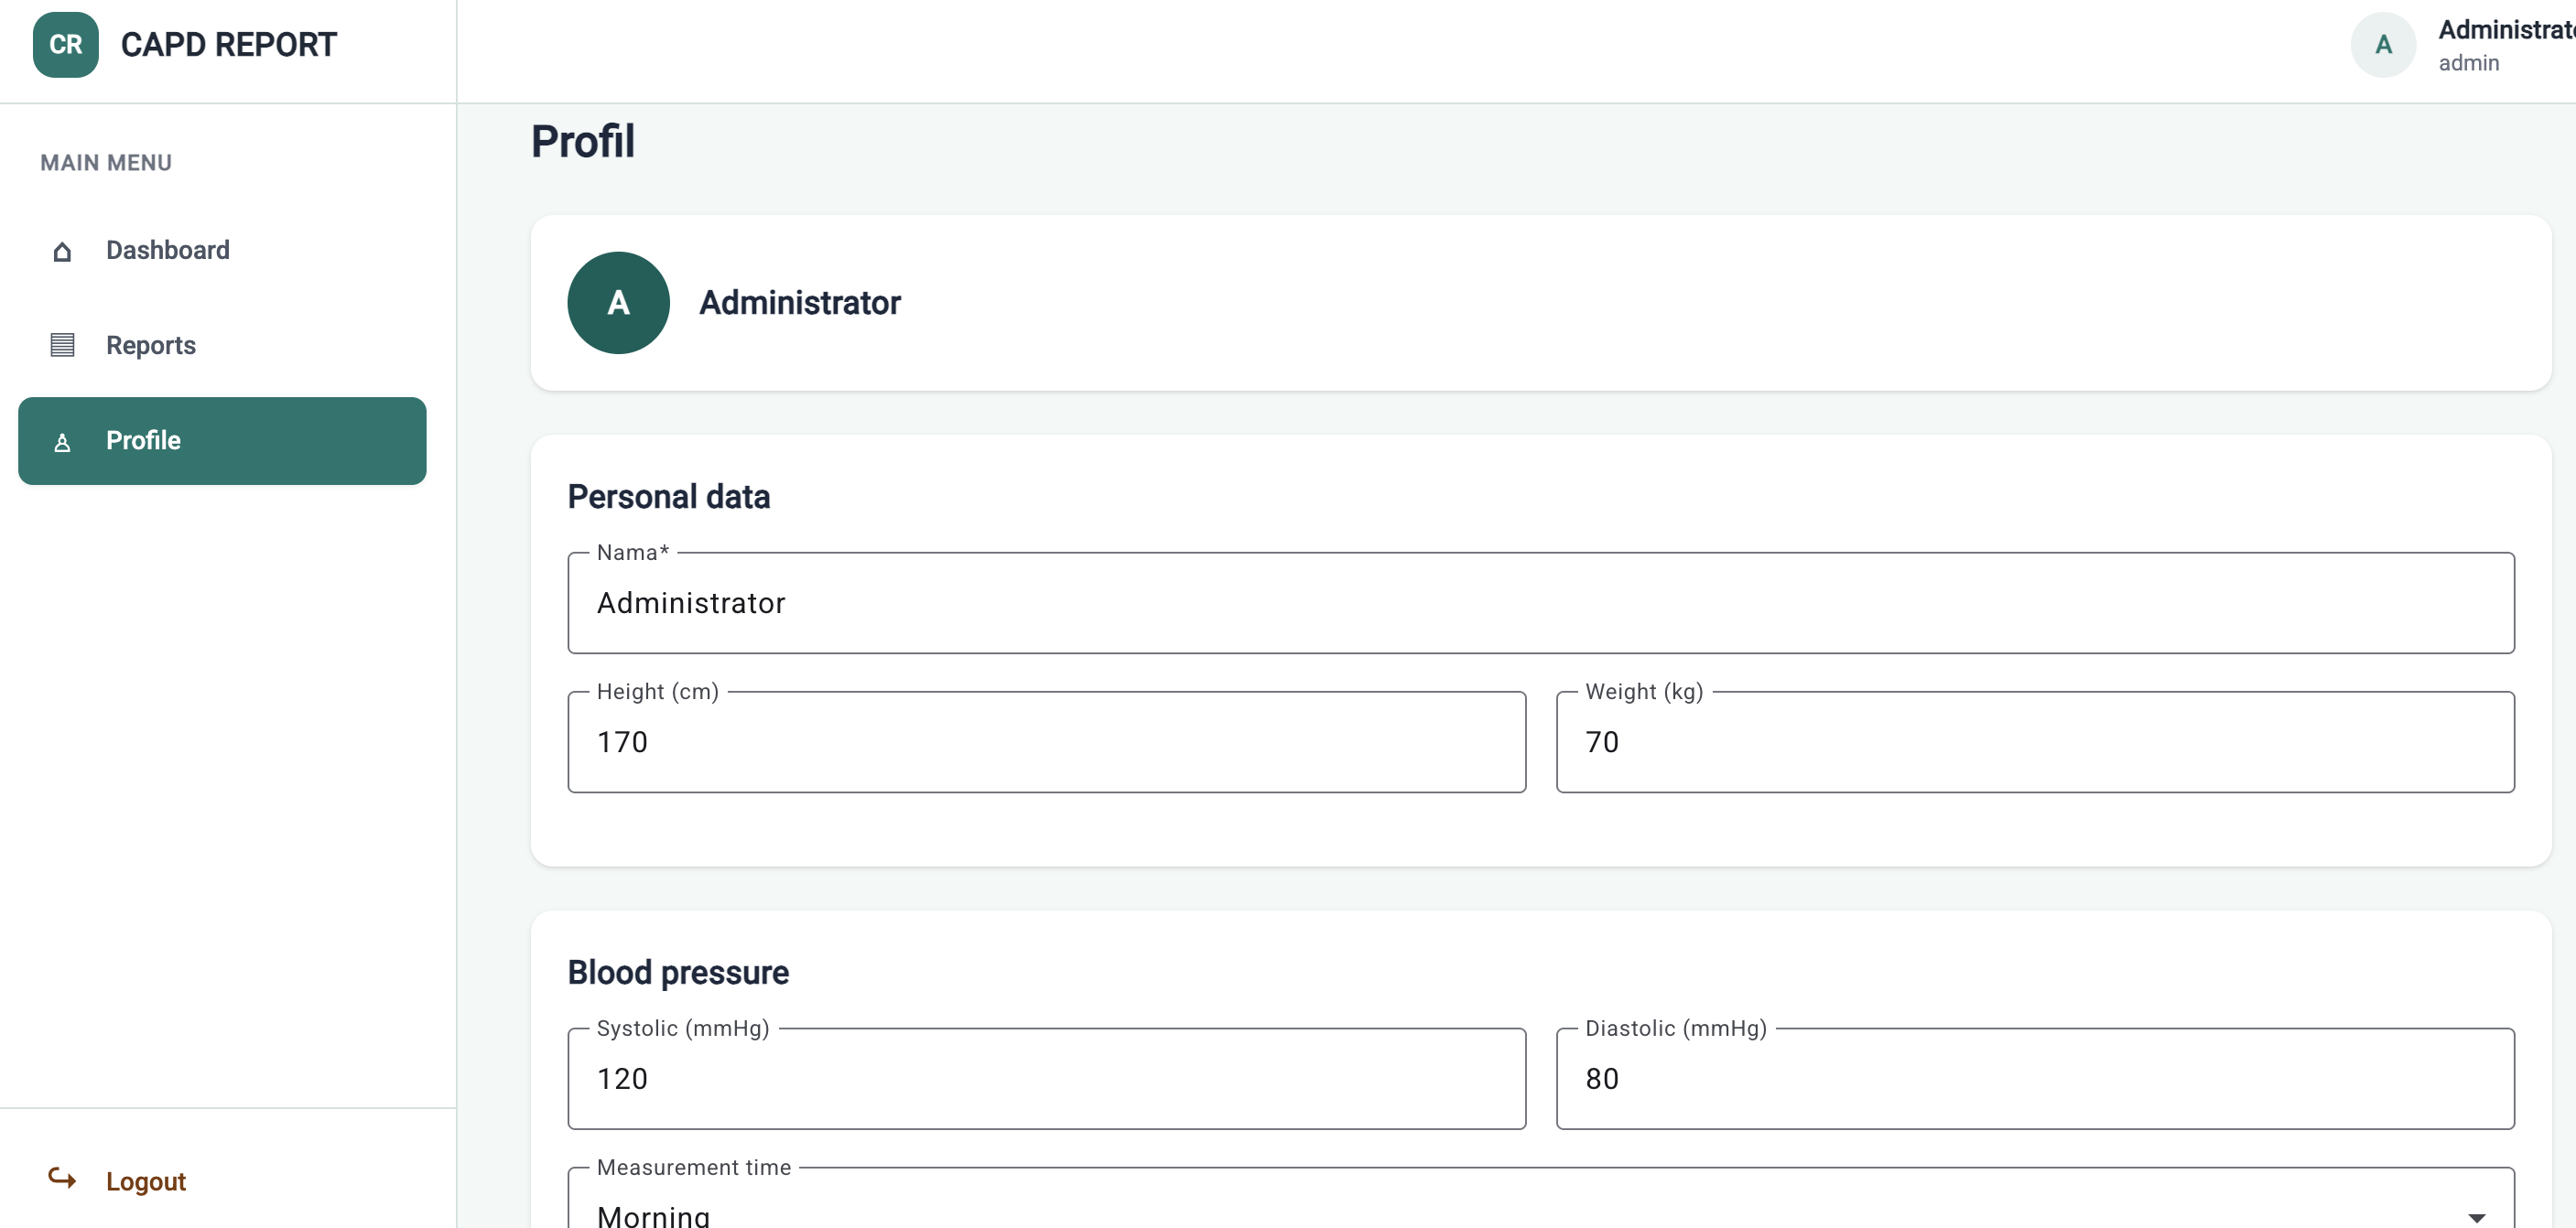 CR CAPD REPORT
A
Administrat
admin
MAIN MENU
Dashboard
Reports
Profile
Logout
Profil
A Administrator
Personal data
Nama*
Administrator
Height (cm)
170
Weight (kg)
70
Blood pressure
Systolic (mmHg)
120
Diastolic (mmHg)
80
Measurement time
Morning